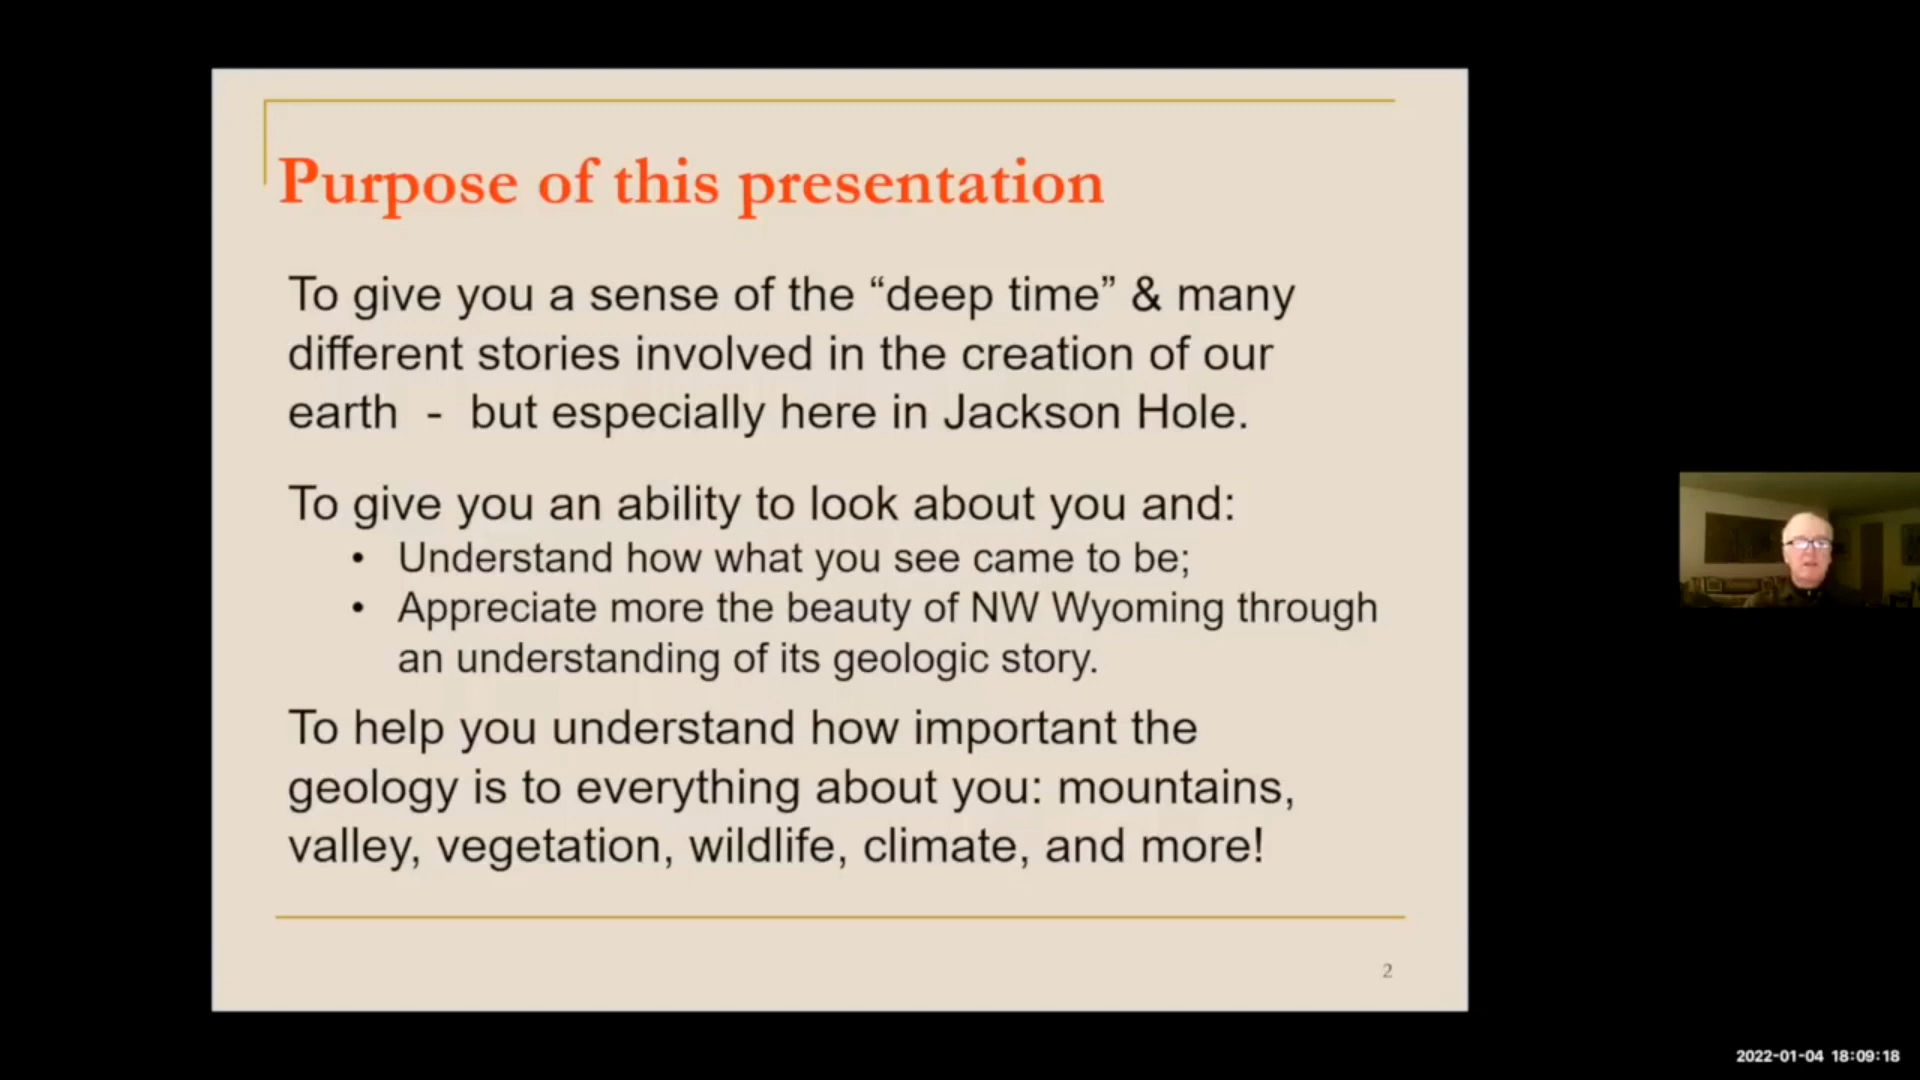 Purpose of this presentation
To give you a sense of the “deep time” & many
different stories involved in the creation of our
earth - but especially here in Jackson Hole.
To give you an ability to look about you and:
• Understand how what you see came to be;
• Appreciate more the beauty of NW Wyoming through
an understanding of its geologic story.
To help you understand how important the
geology is to everything about you: mountains,
valley, vegetation, wildlife, climate, and more!
2
2022-01-04 18:09:18